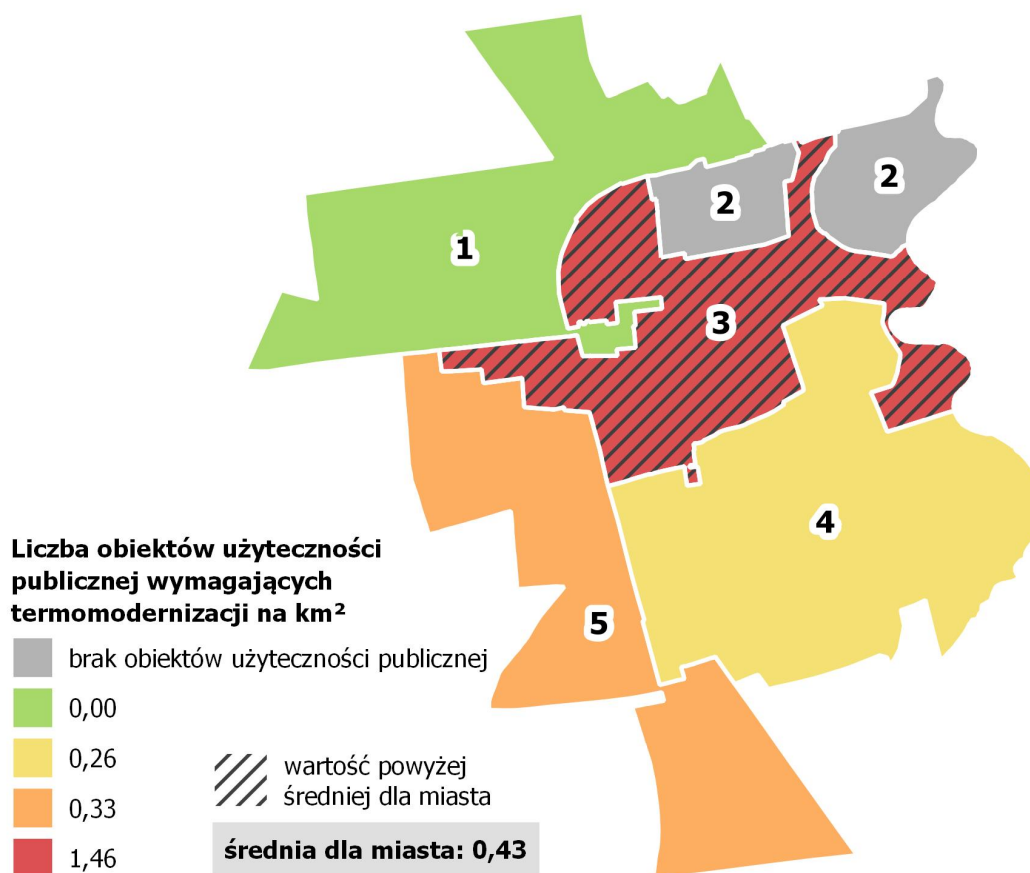 2
2
1
3
4
5
Liczba obiektów użyteczności
publicznej wymagających
termomodernizacji na km²
brak obiektów użyteczności publicznej
0,00
0,26
0,33
1,46
wartość powyżej
średniej dla miasta
średnia dla miasta: 0,43